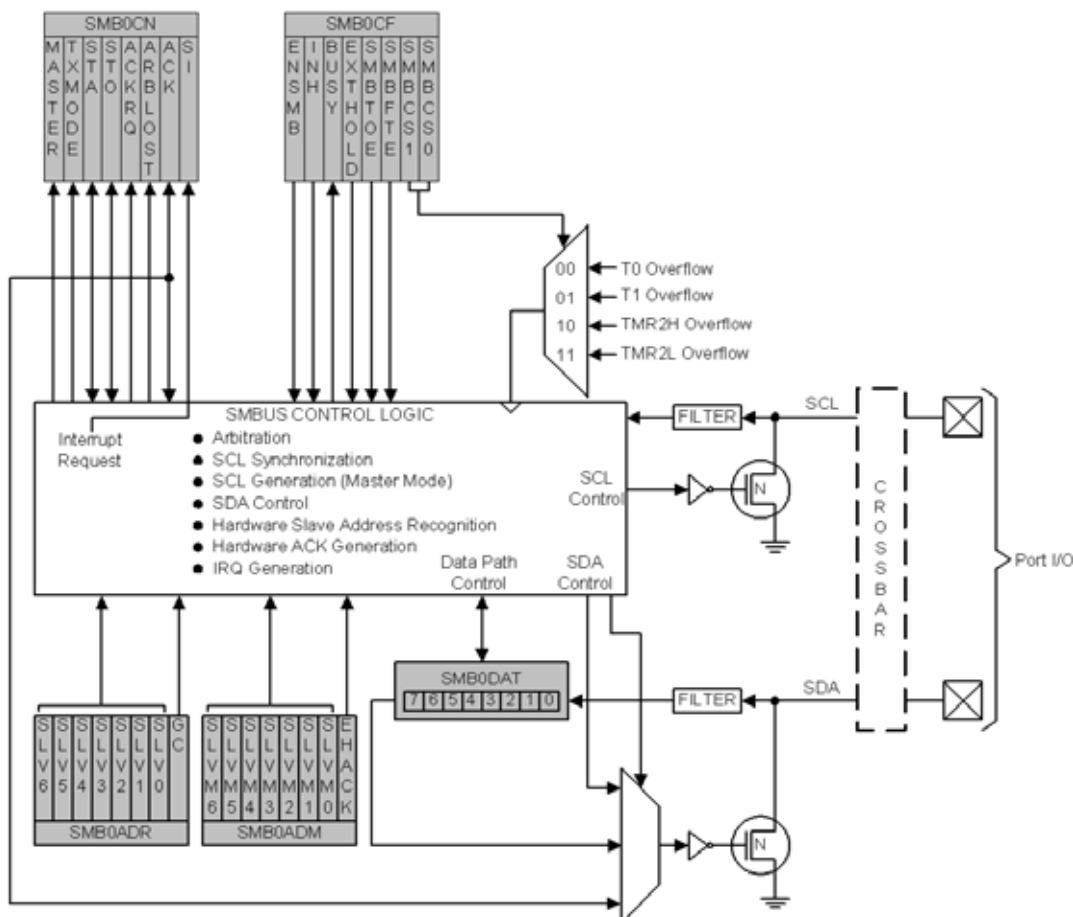 SMB0CN
MASTER
TXMODE
STA
STO
ACKRQ
ARBLOST
ACK
SI
SMB0CF
ENSMB
INH
BUSY
EXTHOLD
SMBTOE
SMBFTE
SMBCS1
SMBCS0
00
T0 Overflow
01
T1 Overflow
10
TMR2H Overflow
11
TMR2L Overflow
SMBUS CONTROL LOGIC
Interrupt
Request
● Arbitration
● SCL Synchronization
● SCL Generation (Master Mode)
● SDA Control
● Hardware Slave Address Recognition
● Hardware ACK Generation
● IRQ Generation
Data Path
Control
SDA
Control
SCL
Control
FILTER
SCL
N
CROSSBAR
Port I/O
SMB0DAT
7 6 5 4 3 2 1 0
FILTER
SDA
N
SLV6
SLV5
SLV4
SLV3
SLV2
SLV1
SLV0
GC
SMB0ADR
SLVM6
SLVM5
SLVM4
SLVM3
SLVM2
SLVM1
SLVM0
EHACK
SMB0ADM